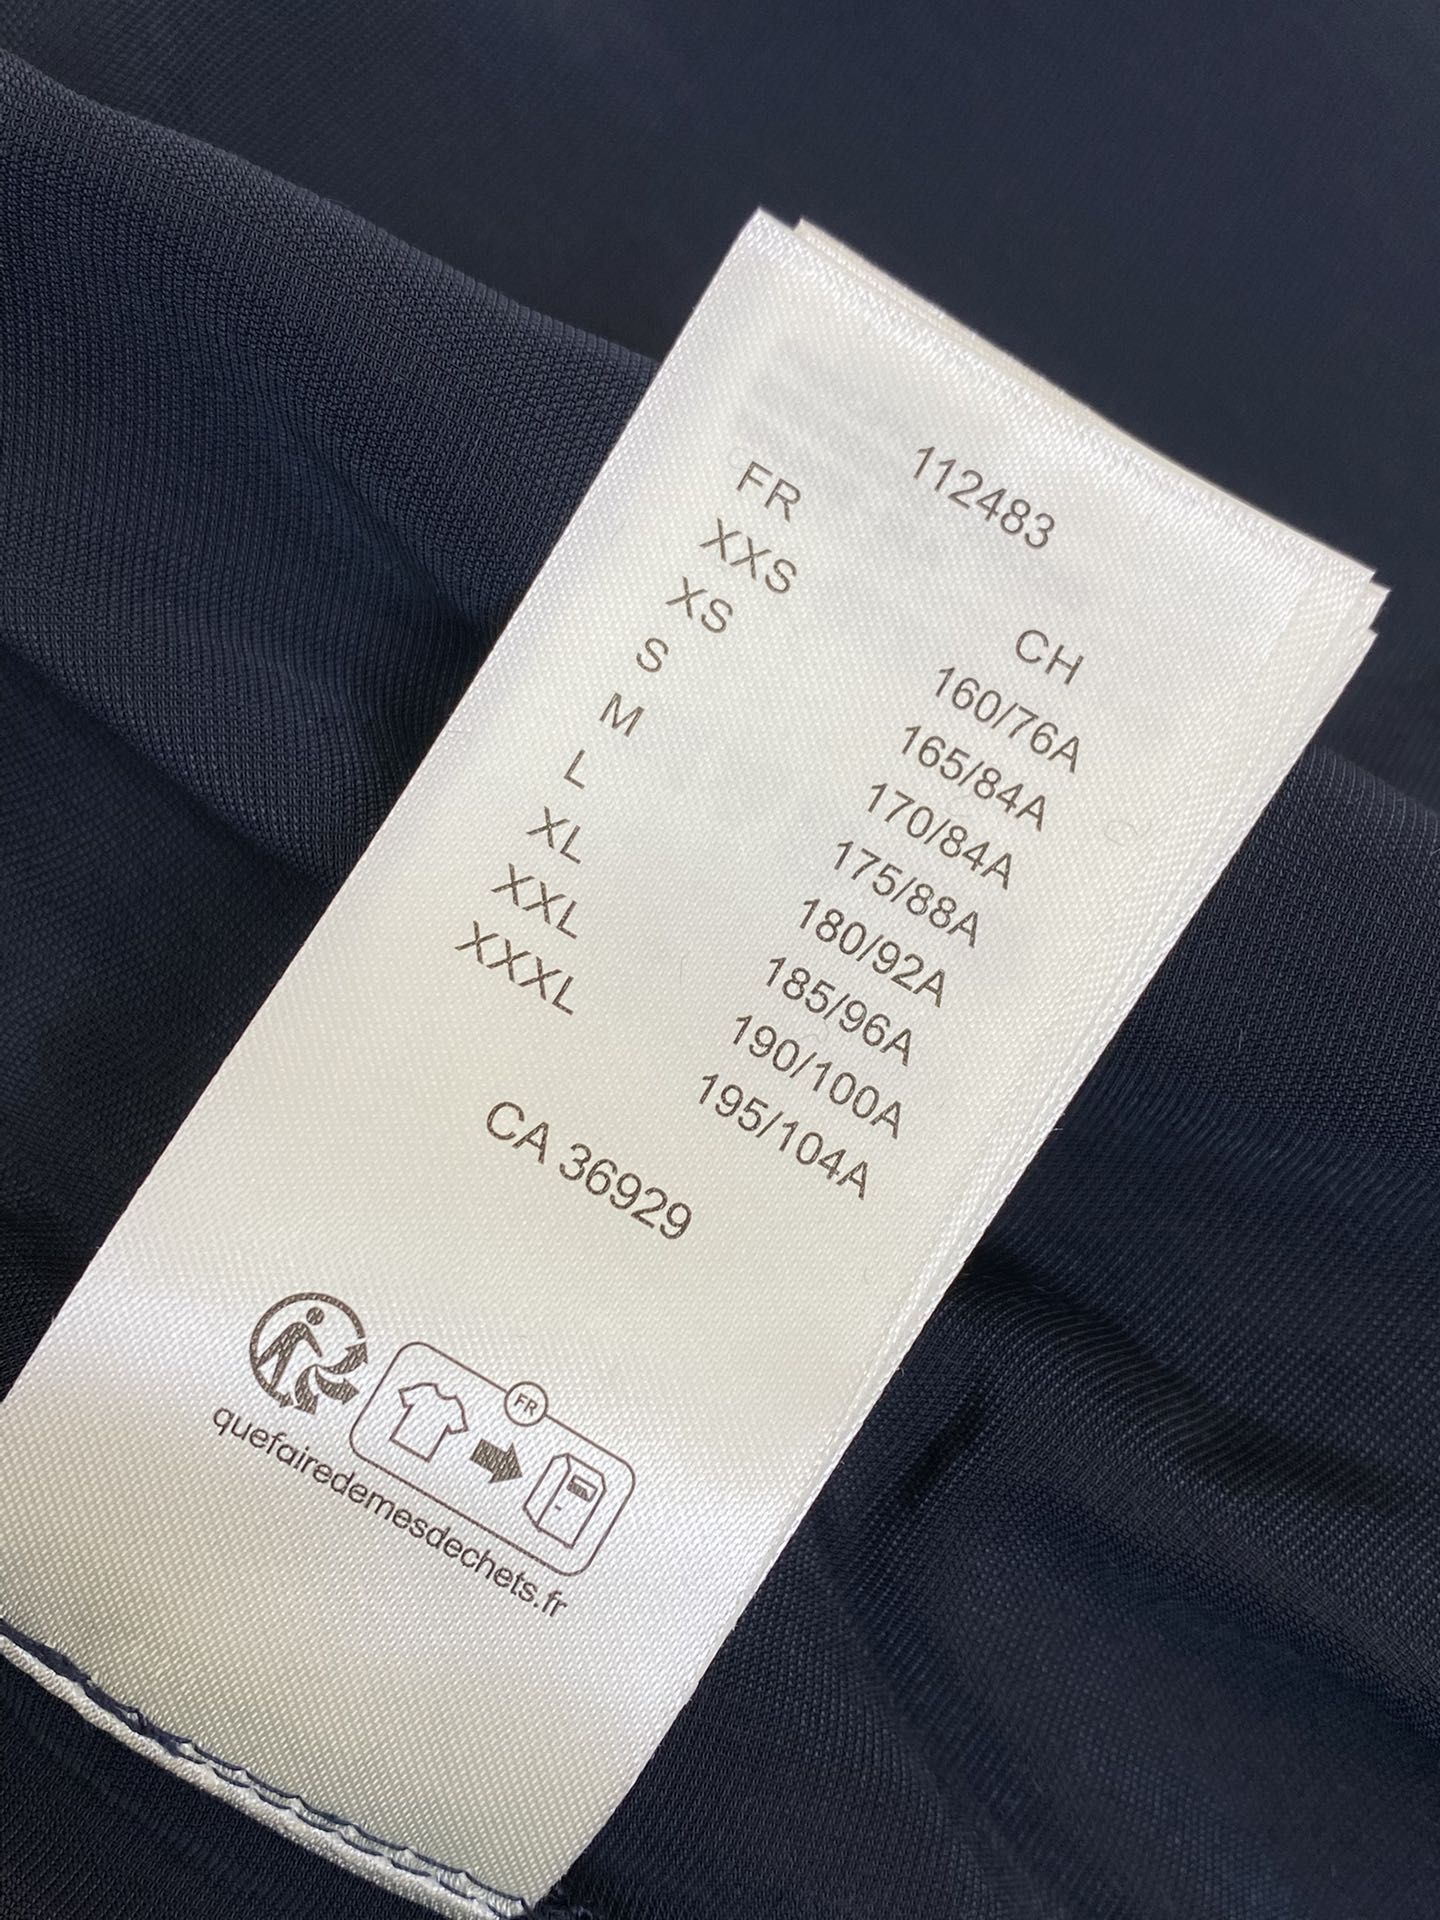 112483
FR CH
XXS 160/76A
XS 165/84A
S 170/84A
M 175/88A
L 180/92A
XL 185/96A
XXL 190/100A
XXXL 195/104A
CA 36929
FR
quefairedemesdechets.fr